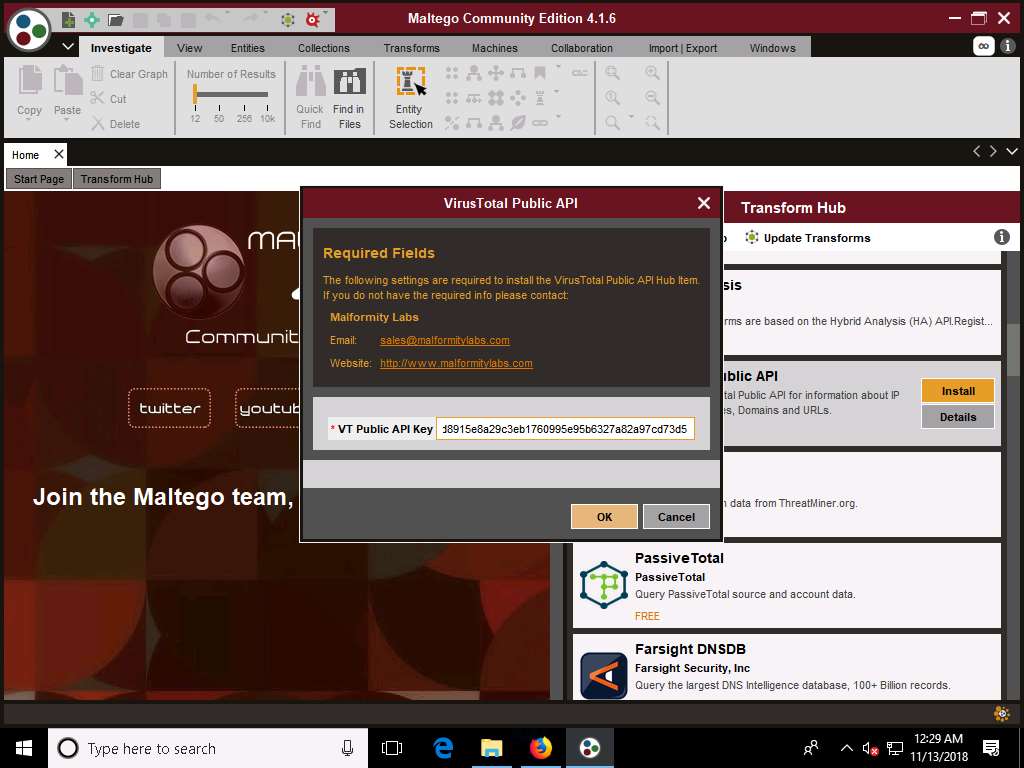 Maltego Community Edition 4.1.6
Investigate View Entities Collections Transforms Machines Collaboration Import | Export Windows
Copy
Paste
Clear Graph
Cut
Delete
Number of Results
12 50 256 10k
Quick
Find
Find in
Files
Entity
Selection
Home
Start Page Transform Hub
Community
twitter
Join the Maltego team,
VirusTotal Public API
Required Fields
The following settings are required to install the VirusTotal Public API Hub Item.
If you do not have the required info please contact:
Malformity Labs
Email: sales@malformitylabs.com
Website: http://www.malformitylabs.com
* VT Public API Key d8915e8a29c3eb1760995e95b6327a82a97cd73d5
OK Cancel
Transform Hub
Update Transforms
sis
rms are based on the Hybrid Analysis (HA) API.Regist...
ublic API
tal Public API for information about IP
es, Domains and URLs.
Install
Details
n data from ThreatMiner.org.
PassiveTotal
PassiveTotal
Query PassiveTotal source and account data.
FREE
Farsight DNSDB
Farsight Security, Inc
Query the largest DNS Intelligence database, 100+ Billion records.
Type here to search
12:29 AM
11/13/2018